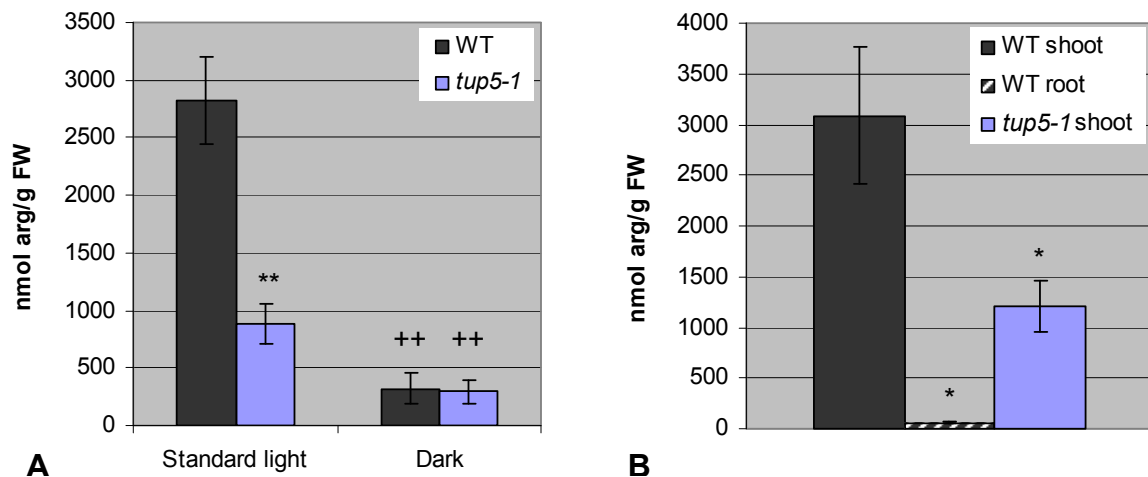 3500
3000
2500
2000
1500
1000
500
0
nmol arg/g FW
WT
tup5-1
**
++ ++
Standard light Dark
A
4000
3500
3000
2500
2000
1500
1000
500
0
nmol arg/g FW
WT shoot
WT root
tup5-1 shoot
*
*
B